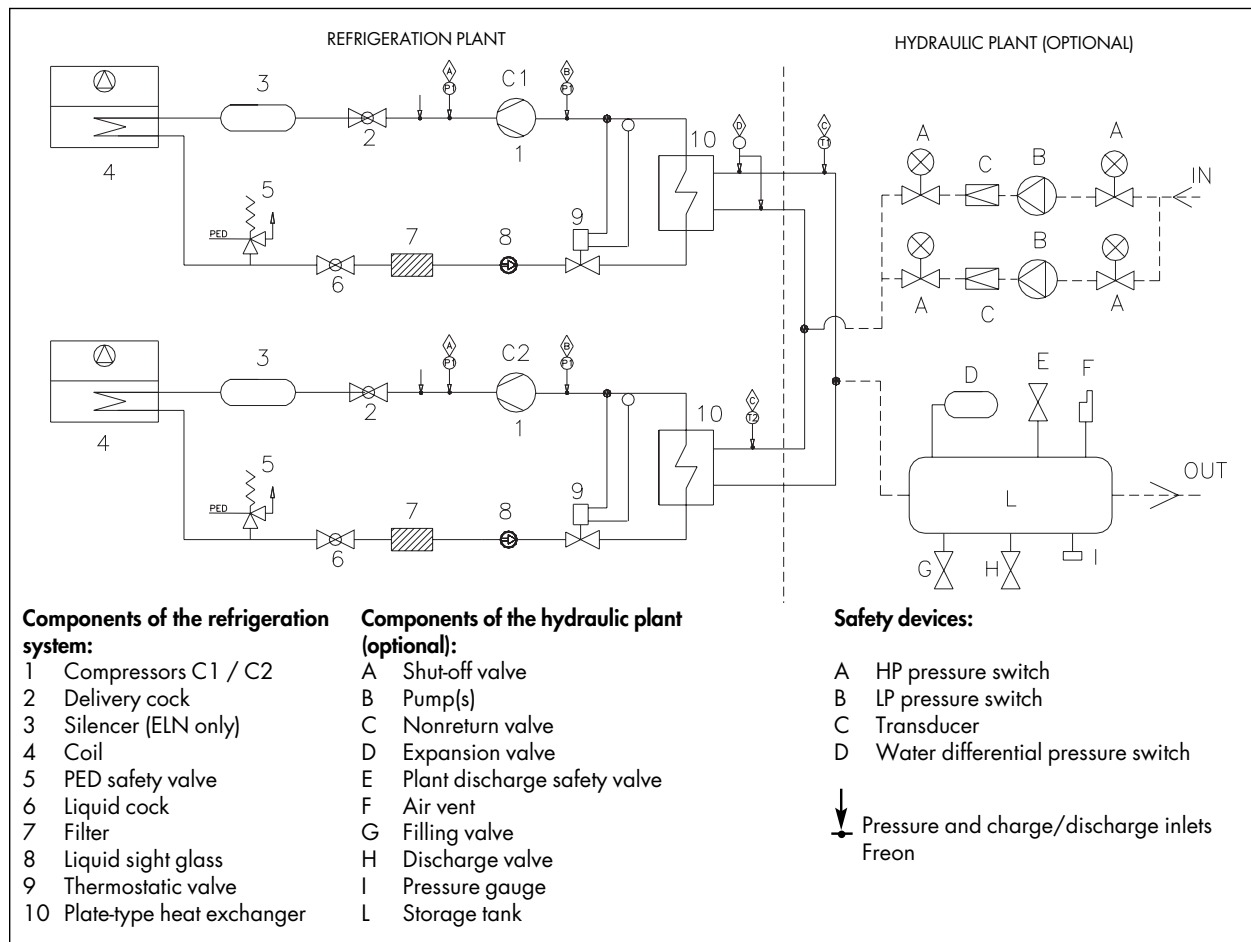 REFRIGERATION PLANT
HYDRAULIC PLANT (OPTIONAL)
3
A
P1
C1
B
P1
2
1
4
10
D
C
T1
5
PED
6
7
8
9
A
C
B
A
IN
A
C
B
A
3
A
P1
C2
B
P1
2
1
4
10
C
T2
5
PED
6
7
8
9
D
E
F
L
OUT
G
H
I
Components of the refrigeration
system:
1 Compressors C1 / C2
2 Delivery cock
3 Silencer (ELN only)
4 Coil
5 PED safety valve
6 Liquid cock
7 Filter
8 Liquid sight glass
9 Thermostatic valve
10 Plate-type heat exchanger
Components of the hydraulic plant
(optional):
A Shut-off valve
B Pump(s)
C Nonreturn valve
D Expansion valve
E Plant discharge safety valve
F Air vent
G Filling valve
H Discharge valve
I Pressure gauge
L Storage tank
Safety devices:
A HP pressure switch
B LP pressure switch
C Transducer
D Water differential pressure switch
Pressure and charge/discharge inlets
Freon